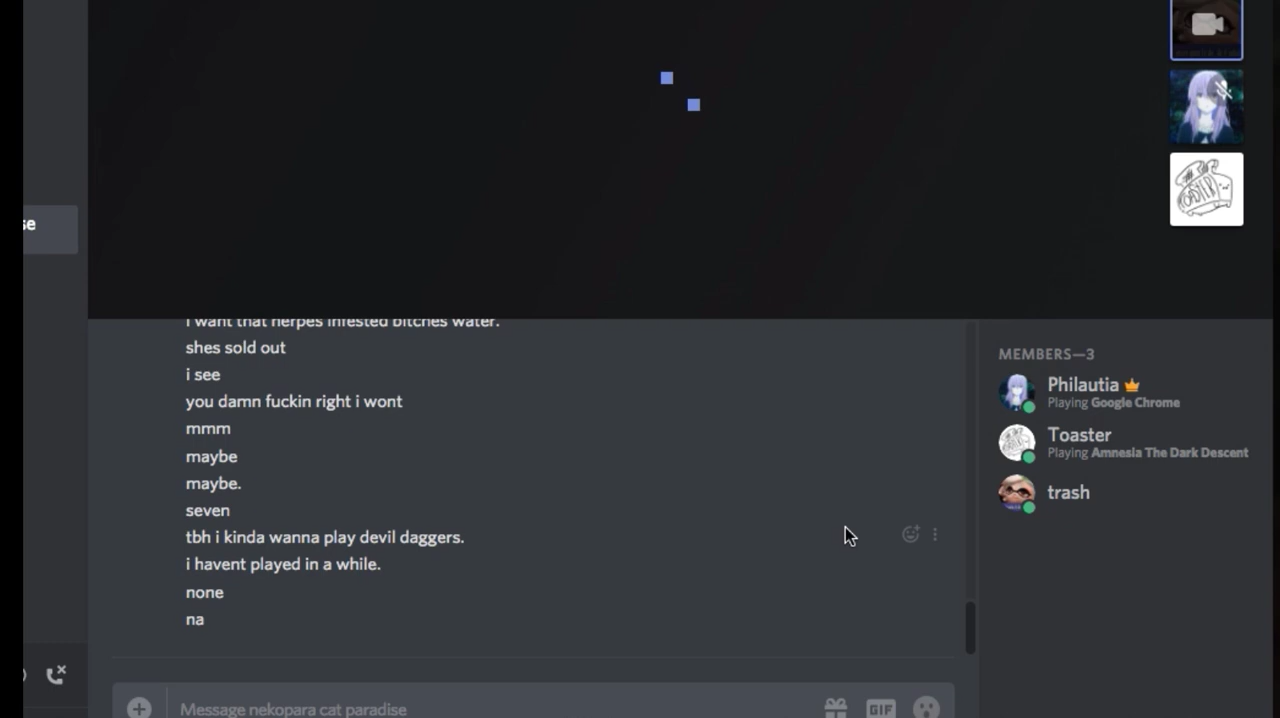 se
i want that herpes infested bitches water.
shes sold out
i see
you damn fuckin right i wont
mmm
maybe
maybe.
seven
tbh i kinda wanna play devil daggers.
i havent played in a while.
none
na
Message nekopara cat paradise
GIF
TOASTER
MEMBERS—3
Philautia
Playing Google Chrome
Toaster
Playing Amnesia The Dark Descent
trash